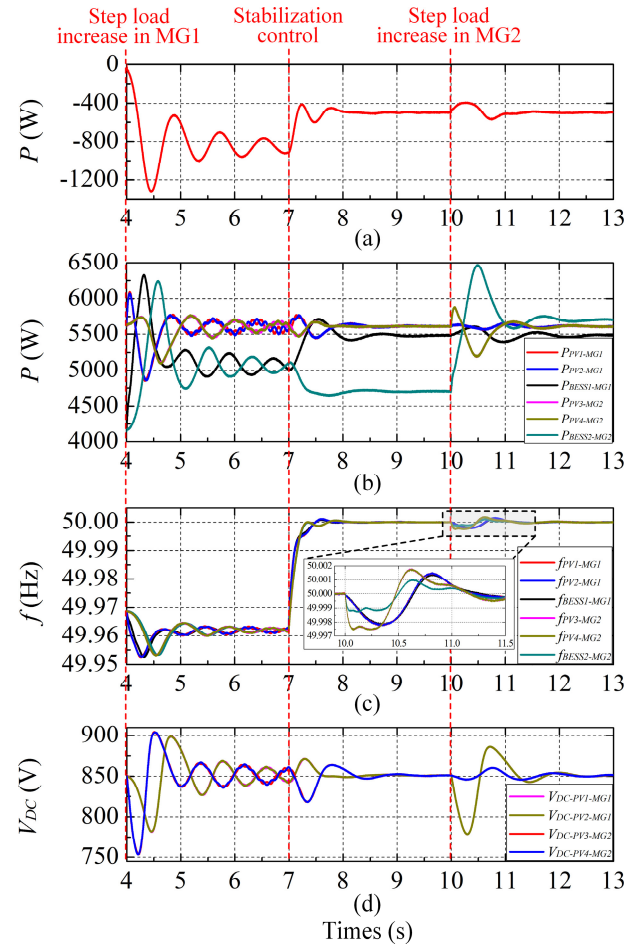 Step load increase in MG1
Stabilization control
Step load increase in MG2
P (W)
0
-400
-800
-1200
4 5 6 7 8 9 10 11 12 13
(a)
P (W)
6500
6000
5500
5000
4500
4000
PPV1-MG1
PPV2-MG1
PBESS1-MG1
PPV3-MG2
PPV4-MG2
PBESS2-MG2
4 5 6 7 8 9 10 11 12 13
(b)
f (Hz)
50.00
49.99
49.98
49.97
49.96
49.95
50.002
50.001
50.000
49.999
49.998
49.997
10.0 10.5 11.0 11.5
fPV1-MG1
fPV2-MG1
fBESS1-MG1
fPV3-MG2
fPV4-MG2
fBESS2-MG2
4 5 6 7 8 9 10 11 12 13
(c)
VDC (V)
900
850
800
750
VDC-PV1-MG1
VDC-PV2-MG1
VDC-PV3-MG2
VDC-PV4-MG2
4 5 6 7 8 9 10 11 12 13
(d)
Times (s)